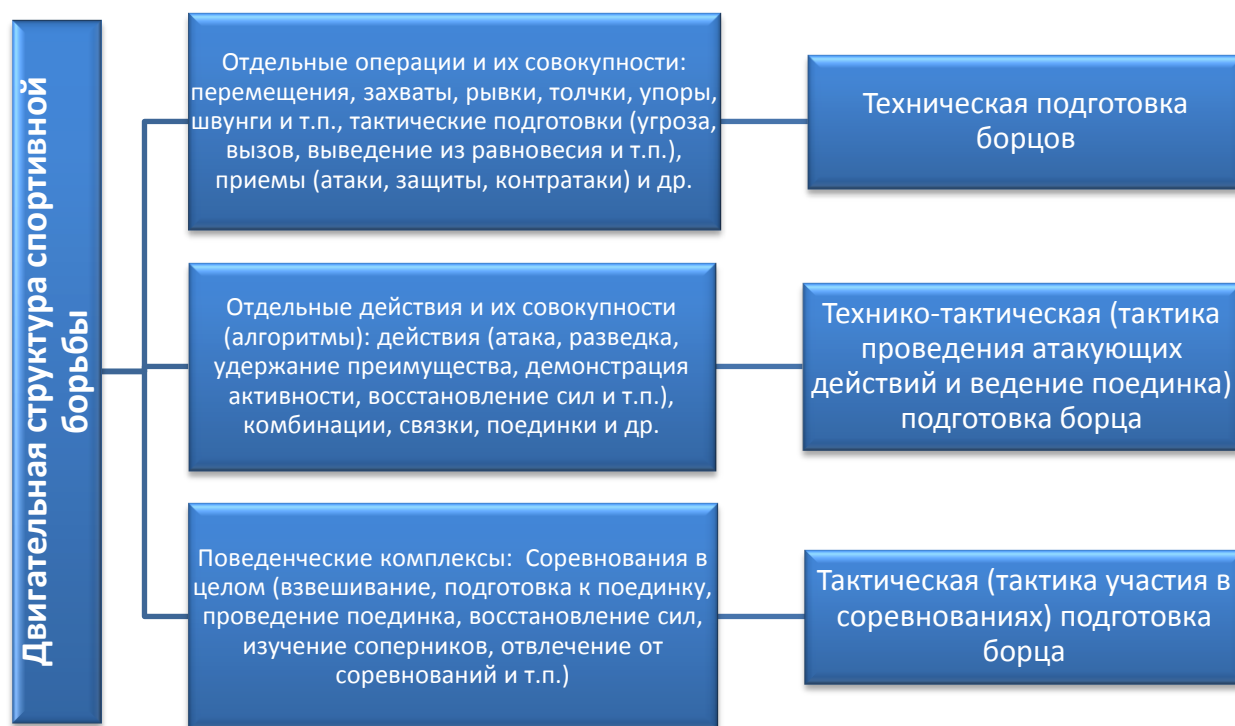 Двигательная структура спортивной
борьбы
Отдельные операции и их совокупности:
перемещения, захваты, рывки, толчки, упоры,
швунги и т.п., тактические подготовки (угроза,
вызов, выведение из равновесия и т.п.),
приемы (атаки, защиты, контратаки) и др.
Техническая подготовка
борцов
Отдельные действия и их совокупности
(алгоритмы): действия (атака, разведка,
удержание преимущества, демонстрация
активности, восстановление сил и т.п.),
комбинации, связки, поединки и др.
Технико-тактическая (тактика
проведения атакующих
действий и ведение поединка)
подготовка борца
Поведенческие комплексы: Соревнования в
целом (взвешивание, подготовка к поединку,
проведение поединка, восстановление сил,
изучение соперников, отвлечение от
соревнований и т.п.)
Тактическая (тактика участия в
соревнованиях) подготовка
борца